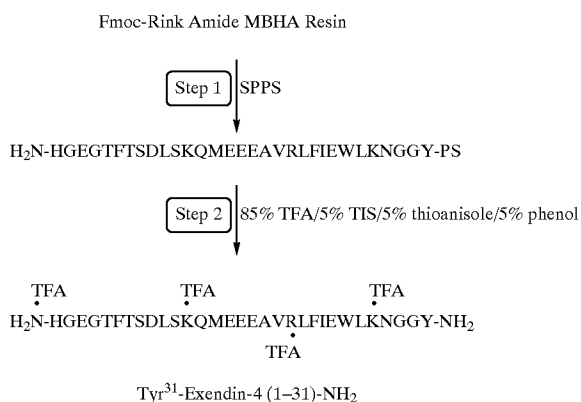 Fmoc-Rink Amide MBHA Resin
Step 1 SPPS
H₂N-HGEGTFTSDLSKQMEEEAVRLFIEWLKNGGY-PS
Step 2 85% TFA/5% TIS/5% thioanisole/5% phenol
TFA TFA TFA
H₂N-HGEGTFTSDLSKQMEEEAVRLFIEWLKNGGY-NH₂
TFA
Tyr³¹-Exendin-4 (1–31)-NH₂